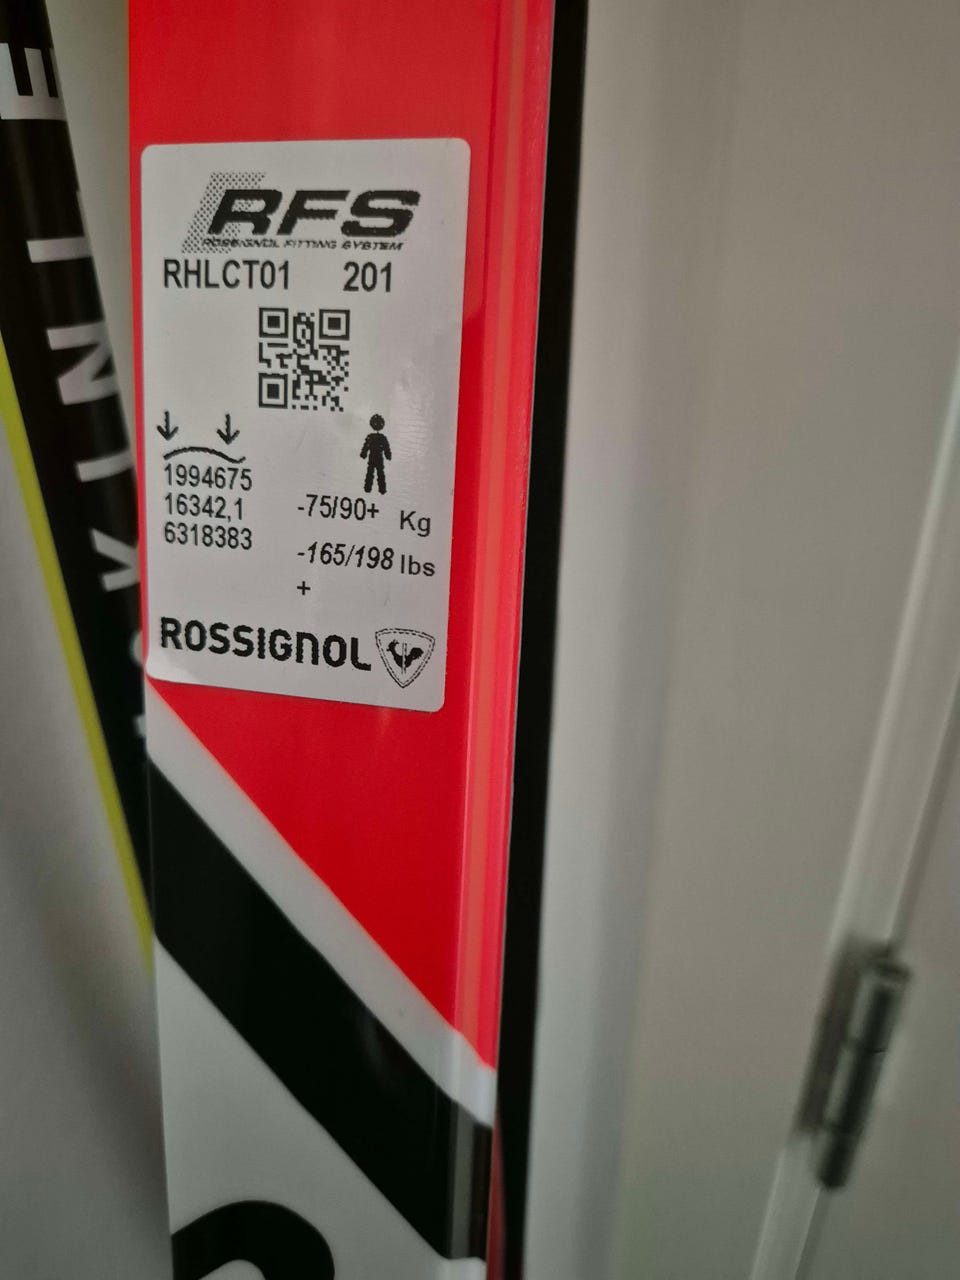 RFS
ROSSIGNOL FITTING SYSTEM
RHLCT01 201
1994675
16342,1
6318383
-75/90+ Kg
-165/198 lbs
+
ROSSIGNOL